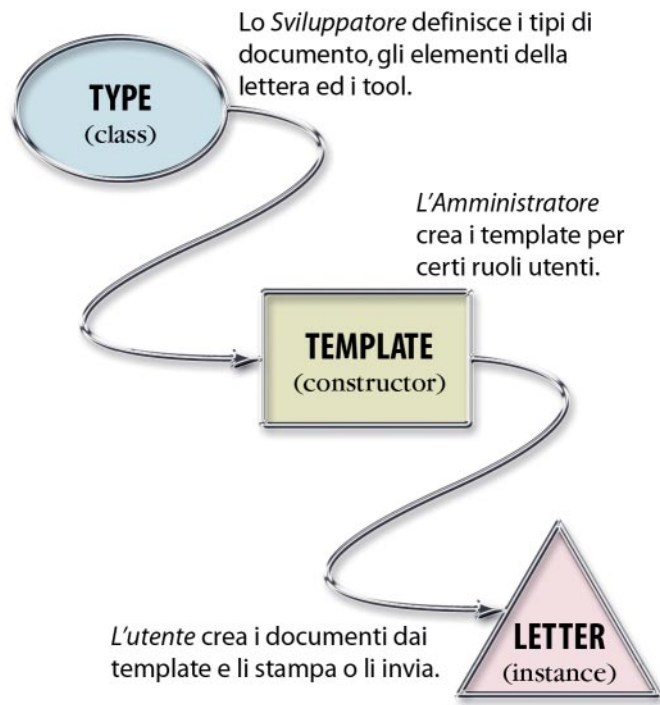 Lo Sviluppatore definisce i tipi di
documento, gli elementi della
lettera ed i tool.
TYPE
(class)
L'Amministratore
crea i template per
certi ruoli utenti.
TEMPLATE
(constructor)
L'utente crea i documenti dai
template e li stampa o li invia.
LETTER
(instance)